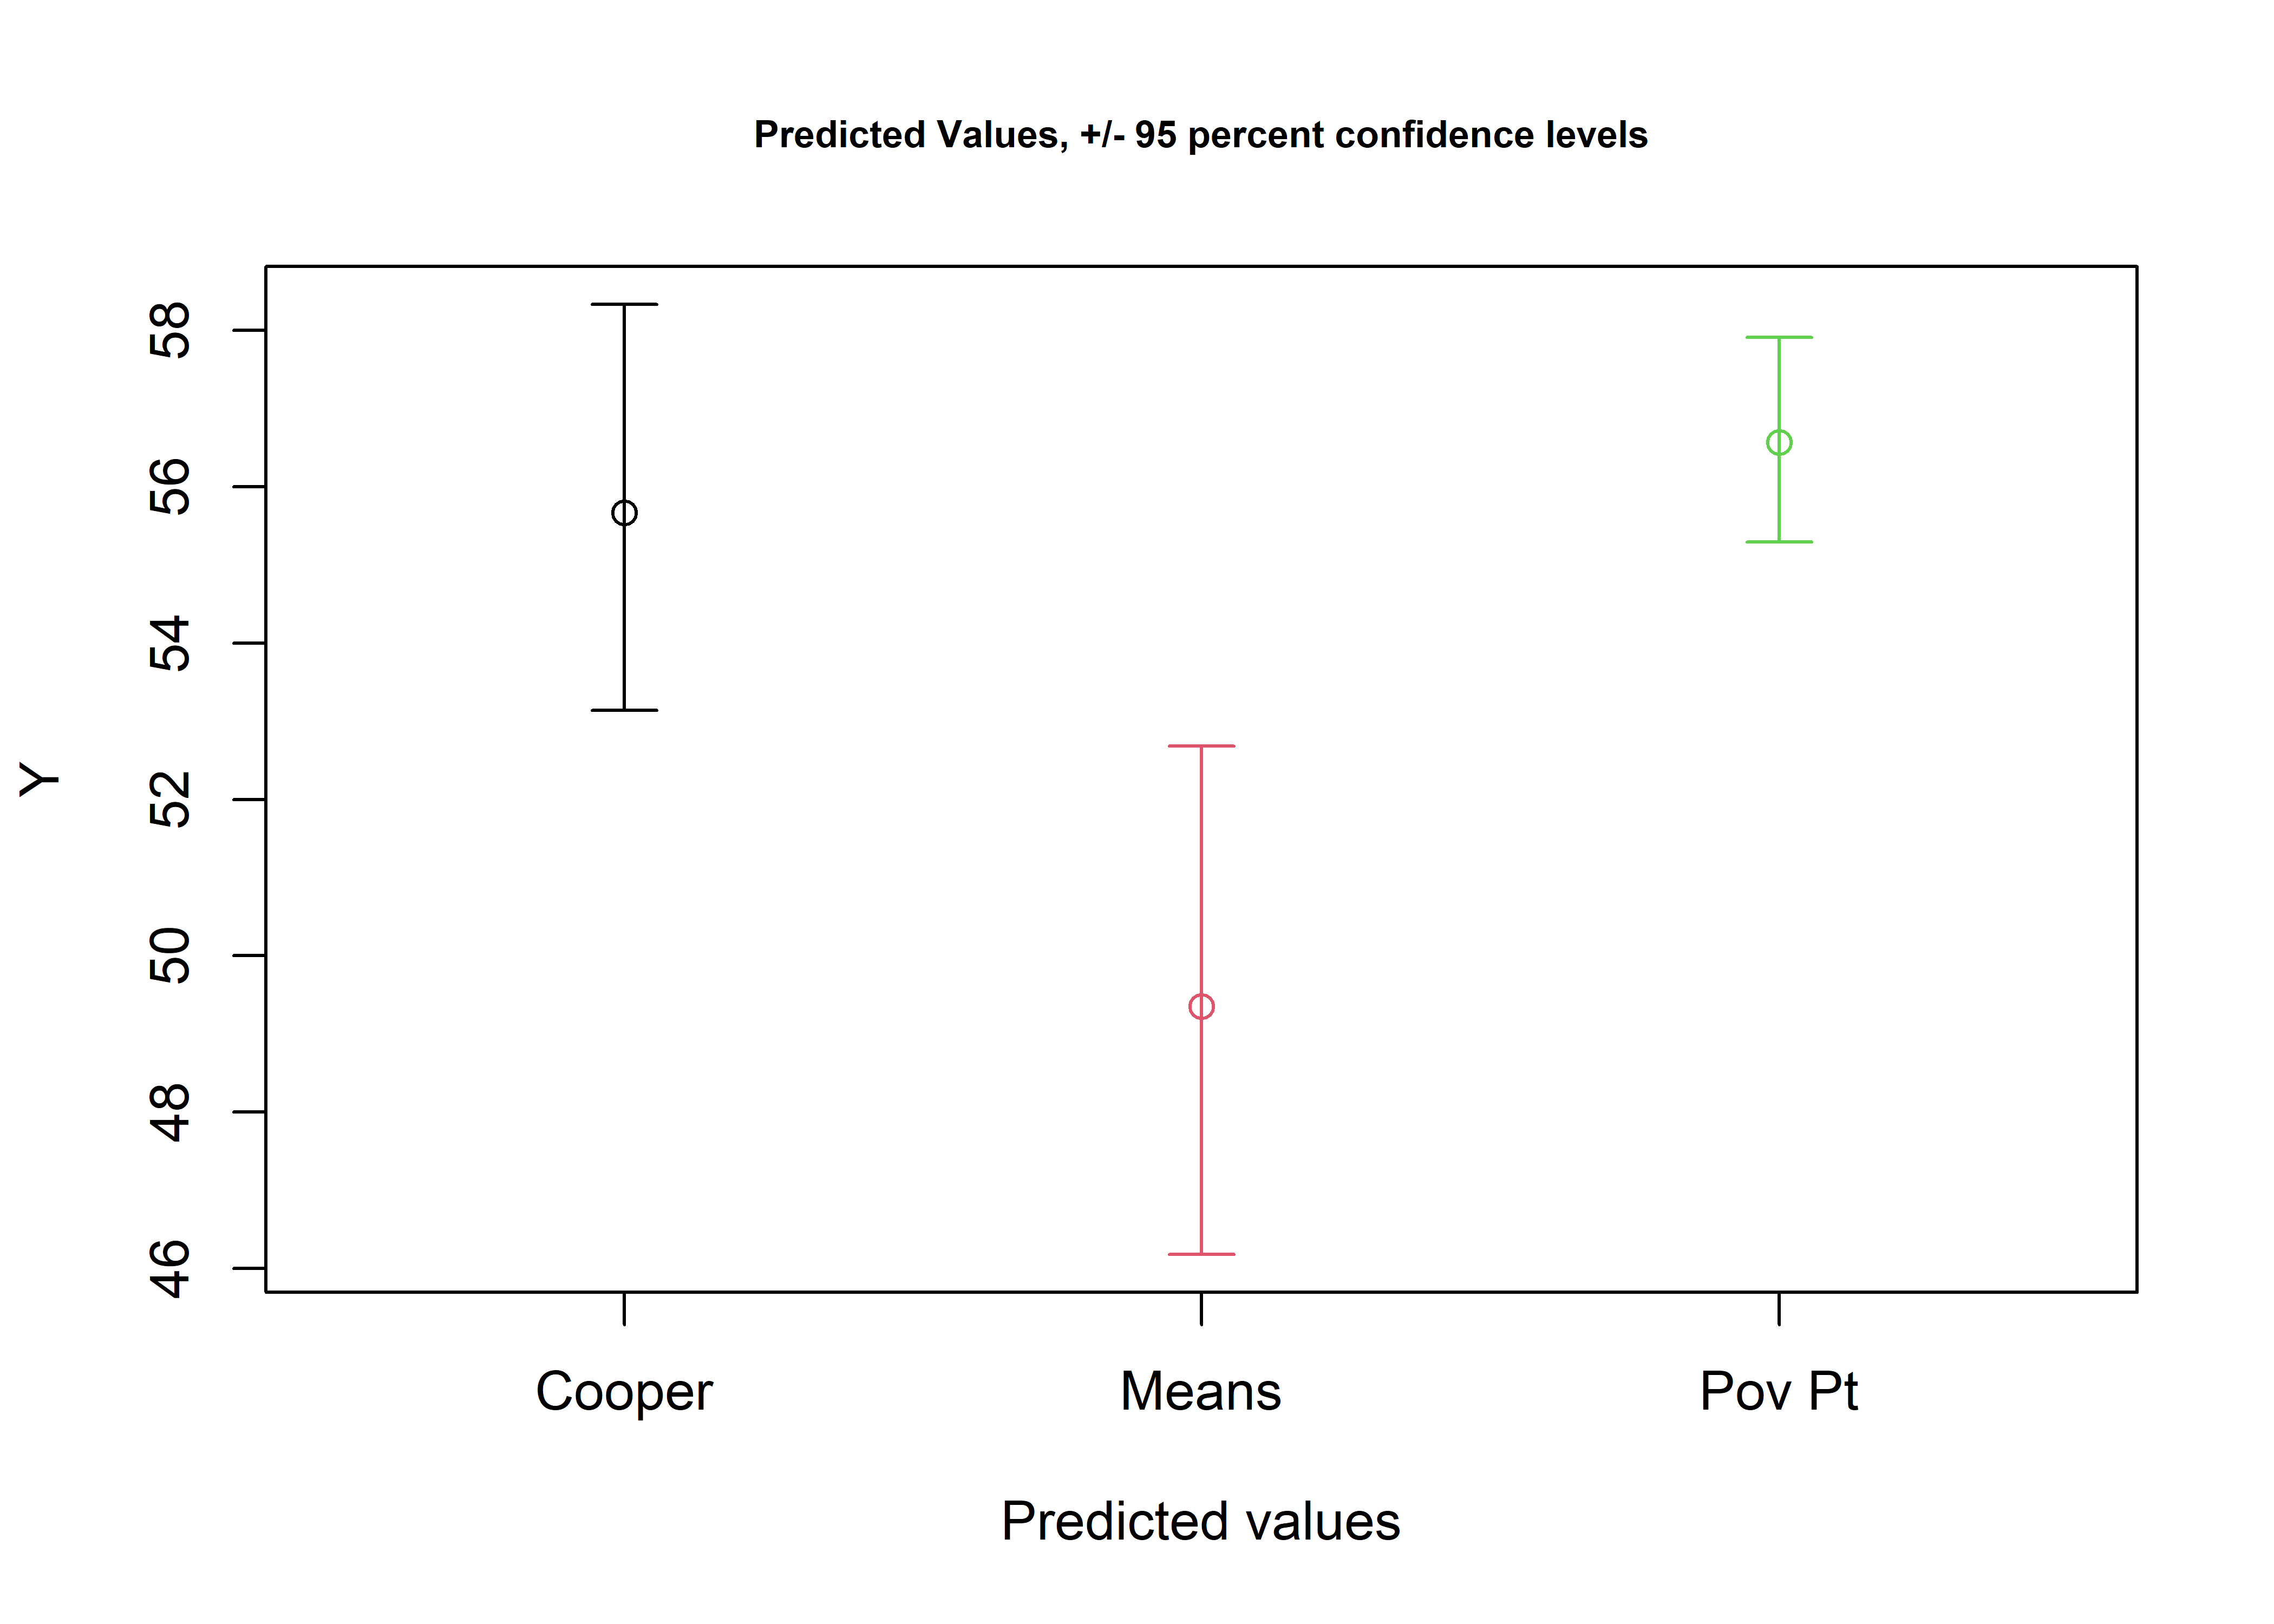 Predicted Values, +/- 95 percent confidence levels
58
56
54
52
50
48
46
Y
Cooper
Means
Pov Pt
Predicted values